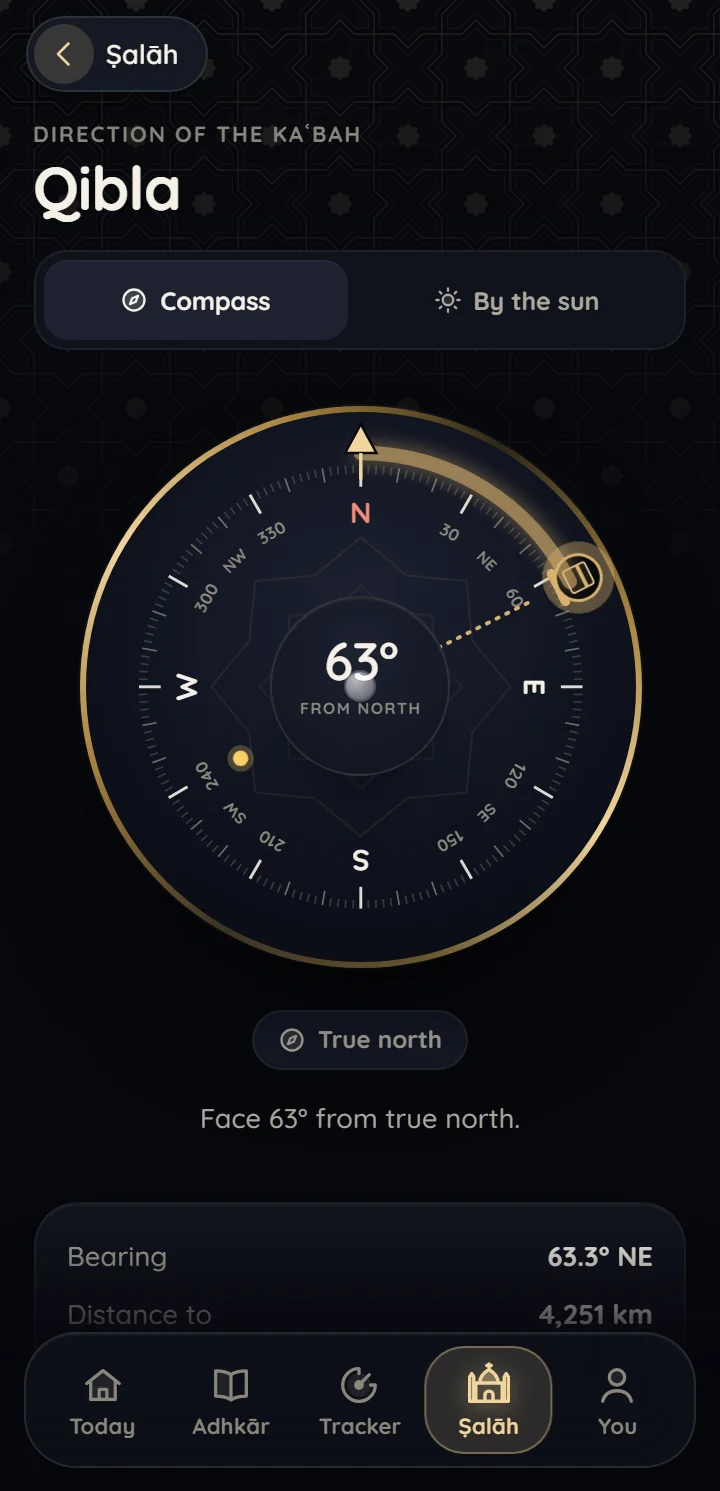 Ṣalāh
DIRECTION OF THE KAʿBAH
Qibla
Compass
By the sun
N
30
NE
60
E
120
SE
150
S
210
SW
240
W
300
NW
330
63°
FROM NORTH
True north
Face 63° from true north.
Bearing 63.3° NE
Distance to 4,251 km
Today
Adhkār
Tracker
Ṣalāh
You